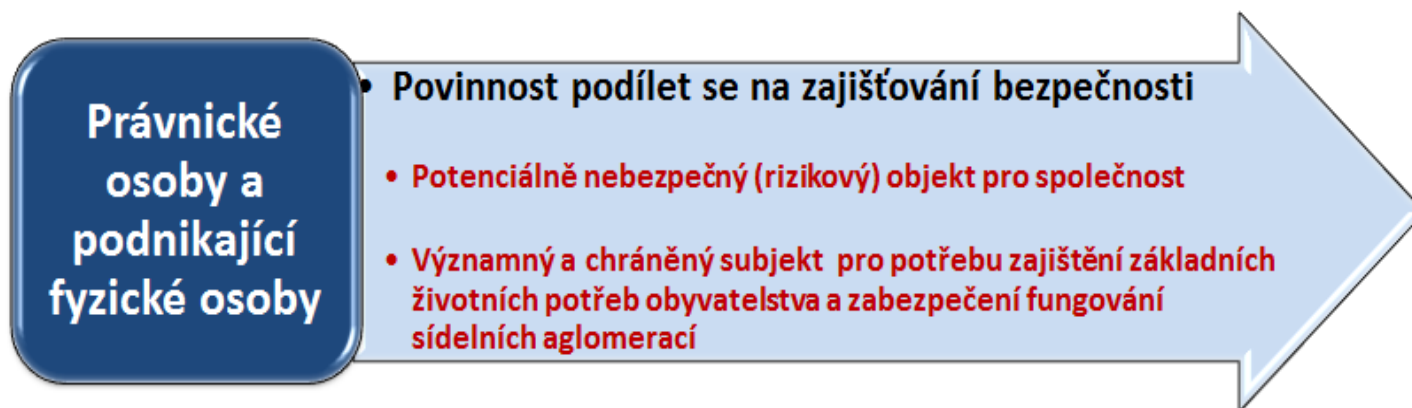 Právnické
osoby a
podnikající
fyzické osoby
• Povinnost podílet se na zajišťování bezpečnosti
• Potenciálně nebezpečný (rizikový) objekt pro společnost
• Významný a chráněný subjekt pro potřebu zajištění základních
životních potřeb obyvatelstva a zabezpečení fungování
sídelních aglomerací